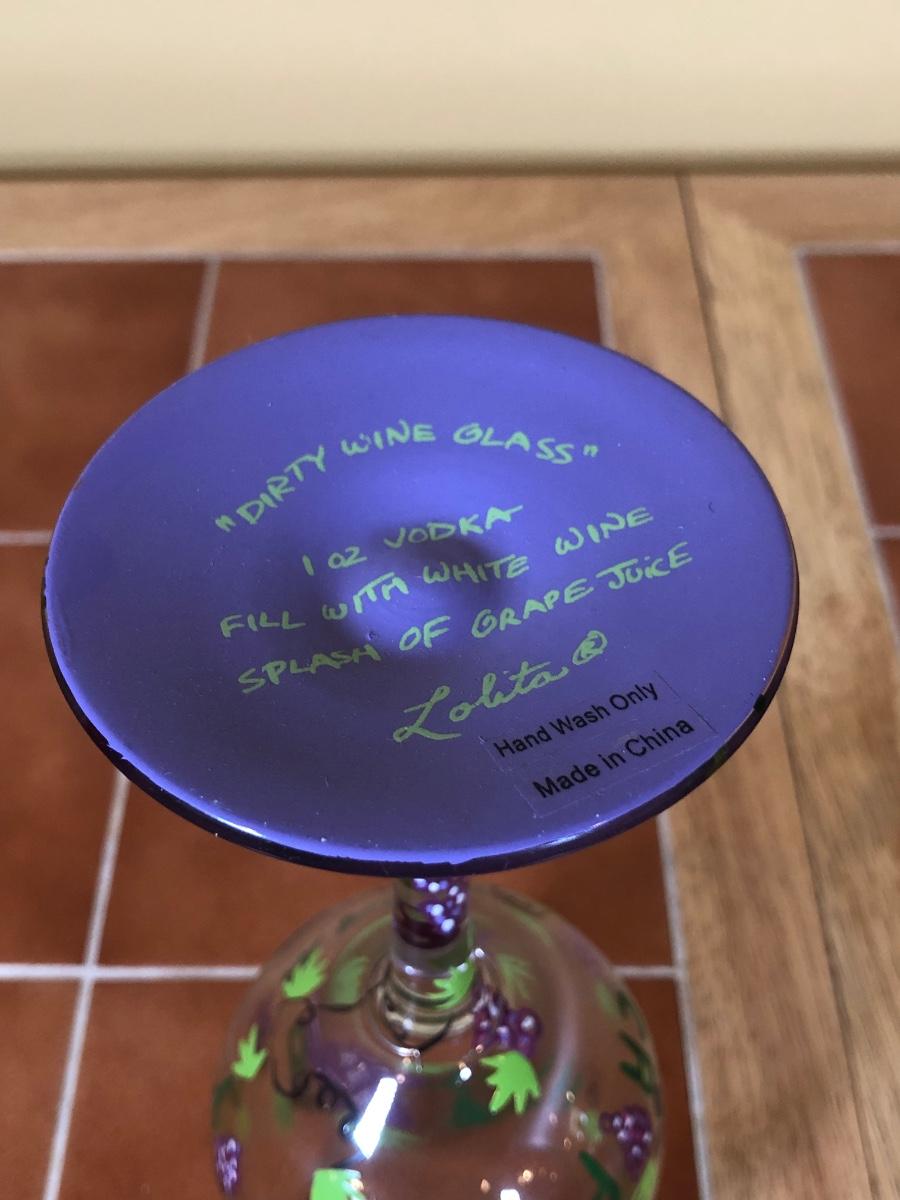 "DIRTY WINE GLASS"
1 OZ VODKA
FILL WITH WHITE WINE
SPLASH OF GRAPE JUICE
Lolita®
Hand Wash Only
Made in China